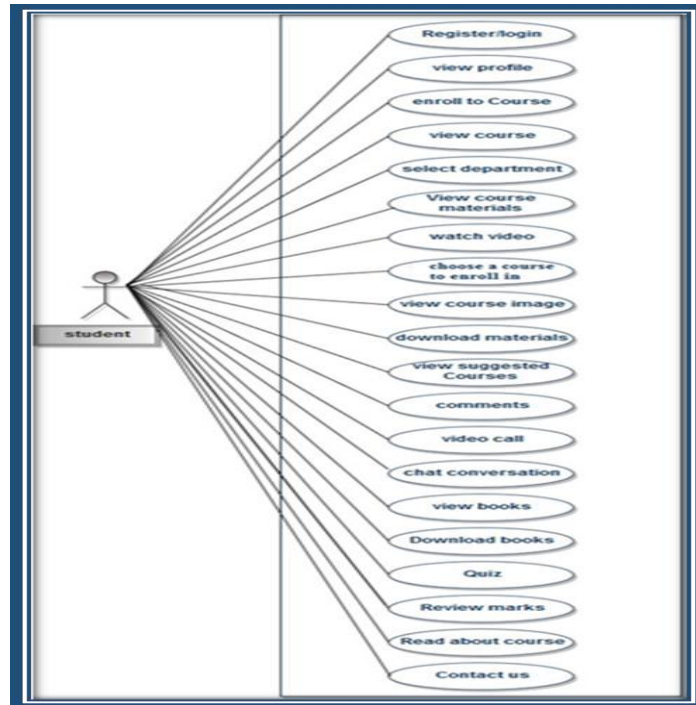 Register/login
view profile
enroll to Course
view course
select department
View course
materials
watch video
choose a course
to enroll in
view course image
student
download materials
view suggested
Courses
comments
video call
chat conversation
view books
Download books
Quiz
Review marks
Read about course
Contact us